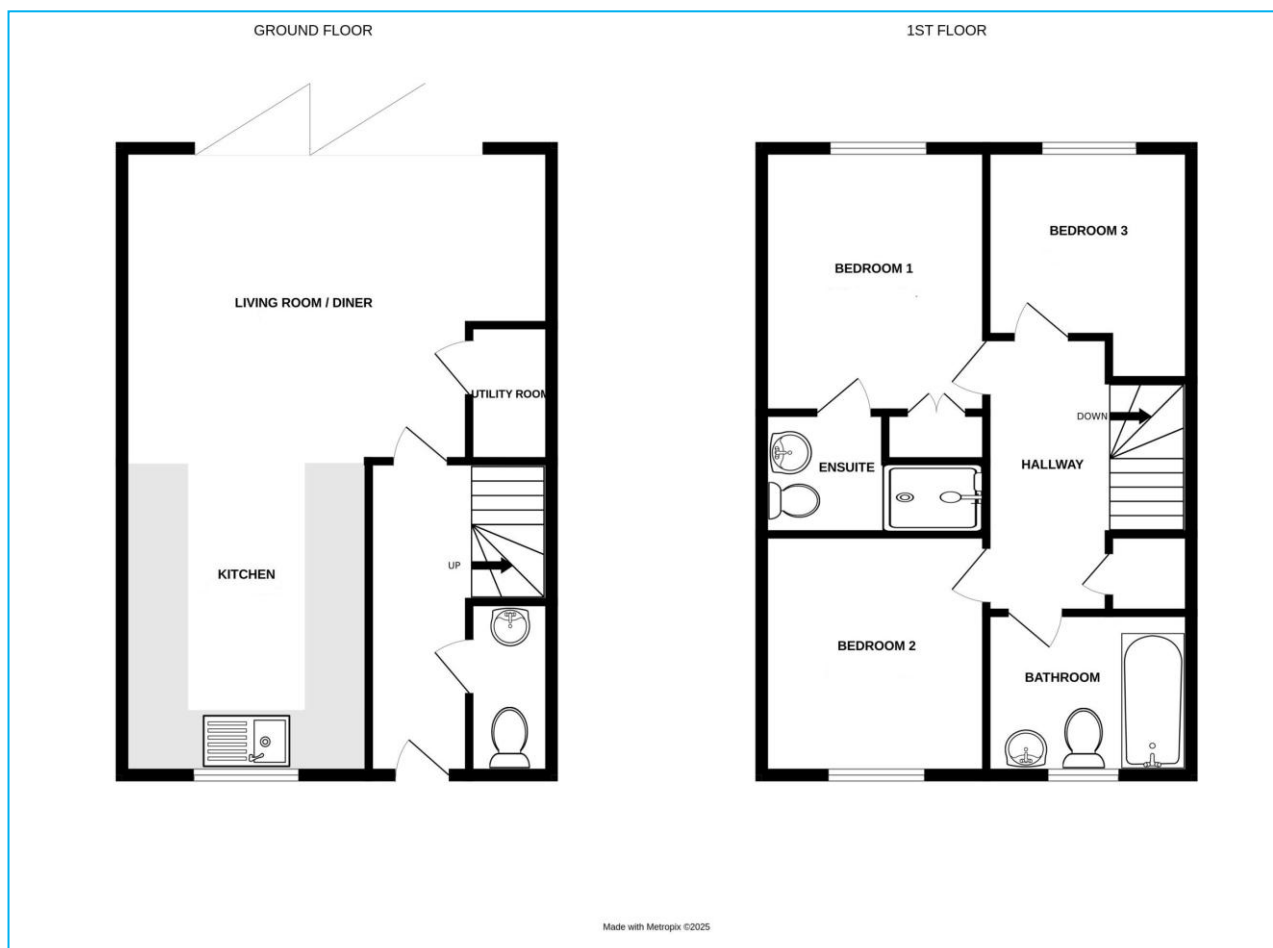 GROUND FLOOR
1ST FLOOR
LIVING ROOM / DINER
UTILITY ROOM
UP
KITCHEN
BEDROOM 1
BEDROOM 3
DOWN
ENSUITE
HALLWAY
BEDROOM 2
BATHROOM
Made with Metropix ©2025